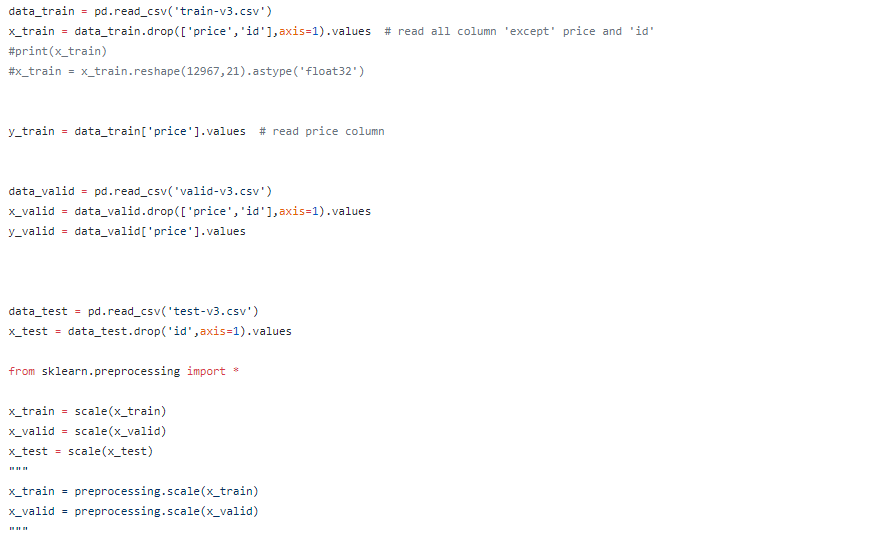 data_train = pd.read_csv('train-v3.csv')
x_train = data_train.drop(['price','id'],axis=1).values  # read all column 'except' price and 'id'
#print(x_train)
#x_train = x_train.reshape(12967,21).astype('float32')
y_train = data_train['price'].values  # read price column
data_valid = pd.read_csv('valid-v3.csv')
x_valid = data_valid.drop(['price','id'],axis=1).values
y_valid = data_valid['price'].values
data_test = pd.read_csv('test-v3.csv')
x_test = data_test.drop('id',axis=1).values
from sklearn.preprocessing import *
x_train = scale(x_train)
x_valid = scale(x_valid)
x_test = scale(x_test)
"""
x_train = preprocessing.scale(x_train)
x_valid = preprocessing.scale(x_valid)
"""